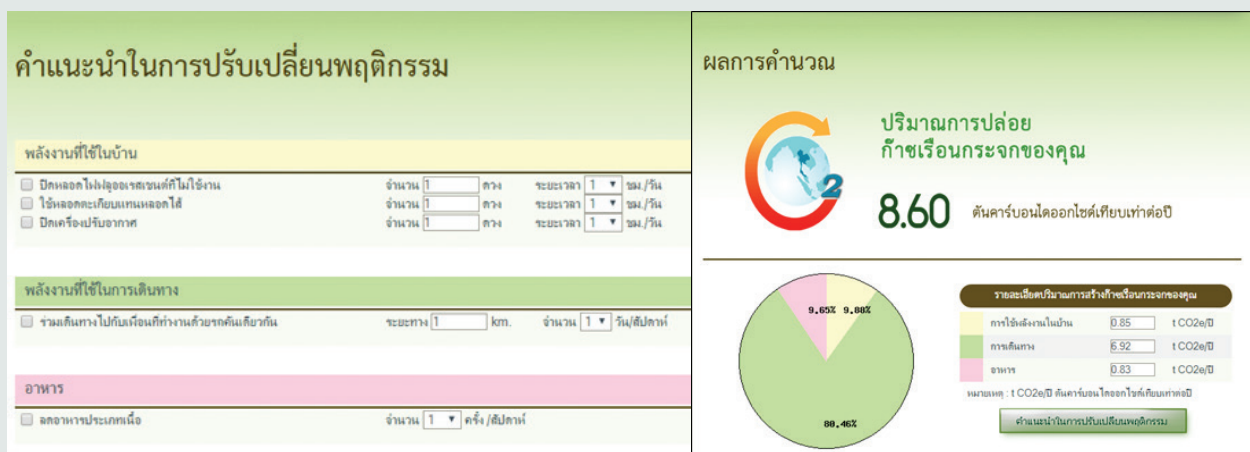 คำแนะนำในการปรับเปลี่ยนพฤติกรรม
พลังงานที่ใช้ในบ้าน
ปิดหลอดไฟฟลูออเรสเซนต์ที่ไม่ใช้งาน จำนวน 1 ดวง ระยะเวลา 1 ชม./วัน
ใช้หลอดตะเกียบแทนหลอดไส้ จำนวน 1 ดวง ระยะเวลา 1 ชม./วัน
ปิดเครื่องปรับอากาศ จำนวน 1 ดวง ระยะเวลา 1 ชม./วัน
พลังงานที่ใช้ในการเดินทาง
ร่วมเดินทางไปกับเพื่อนที่ทำงานด้วยรถคันเดียวกัน ระยะทาง 1 km. จำนวน 1 วัน/สัปดาห์
อาหาร
ลดอาหารประเภทเนื้อ จำนวน 1 ครั้ง/สัปดาห์
ผลการคำนวณ
ปริมาณการปล่อย
ก๊าซเรือนกระจกของคุณ
2
8.60 ตันคาร์บอนไดออกไซด์เทียบเท่าต่อปี
9.65% 9.88%
80.46%
รายละเอียดปริมาณการสร้างก๊าซเรือนกระจกของคุณ
การใช้พลังงานในบ้าน 0.85 t CO2e/ปี
การเดินทาง 6.92 t CO2e/ปี
อาหาร 0.83 t CO2e/ปี
หมายเหตุ : t CO2e/ปี ตันคาร์บอนไดออกไซด์เทียบเท่าต่อปี
คำแนะนำในการปรับเปลี่ยนพฤติกรรม